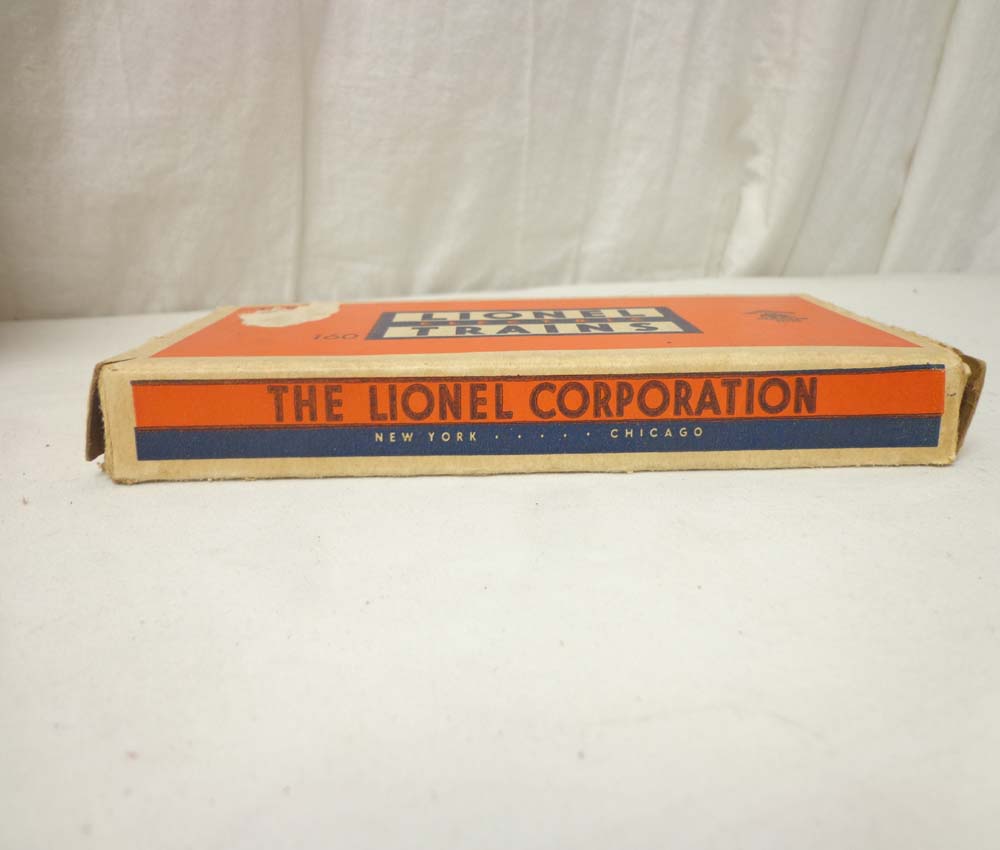 160
LIONEL
TRAINS
THE LIONEL CORPORATION
NEW YORK · · · · · CHICAGO